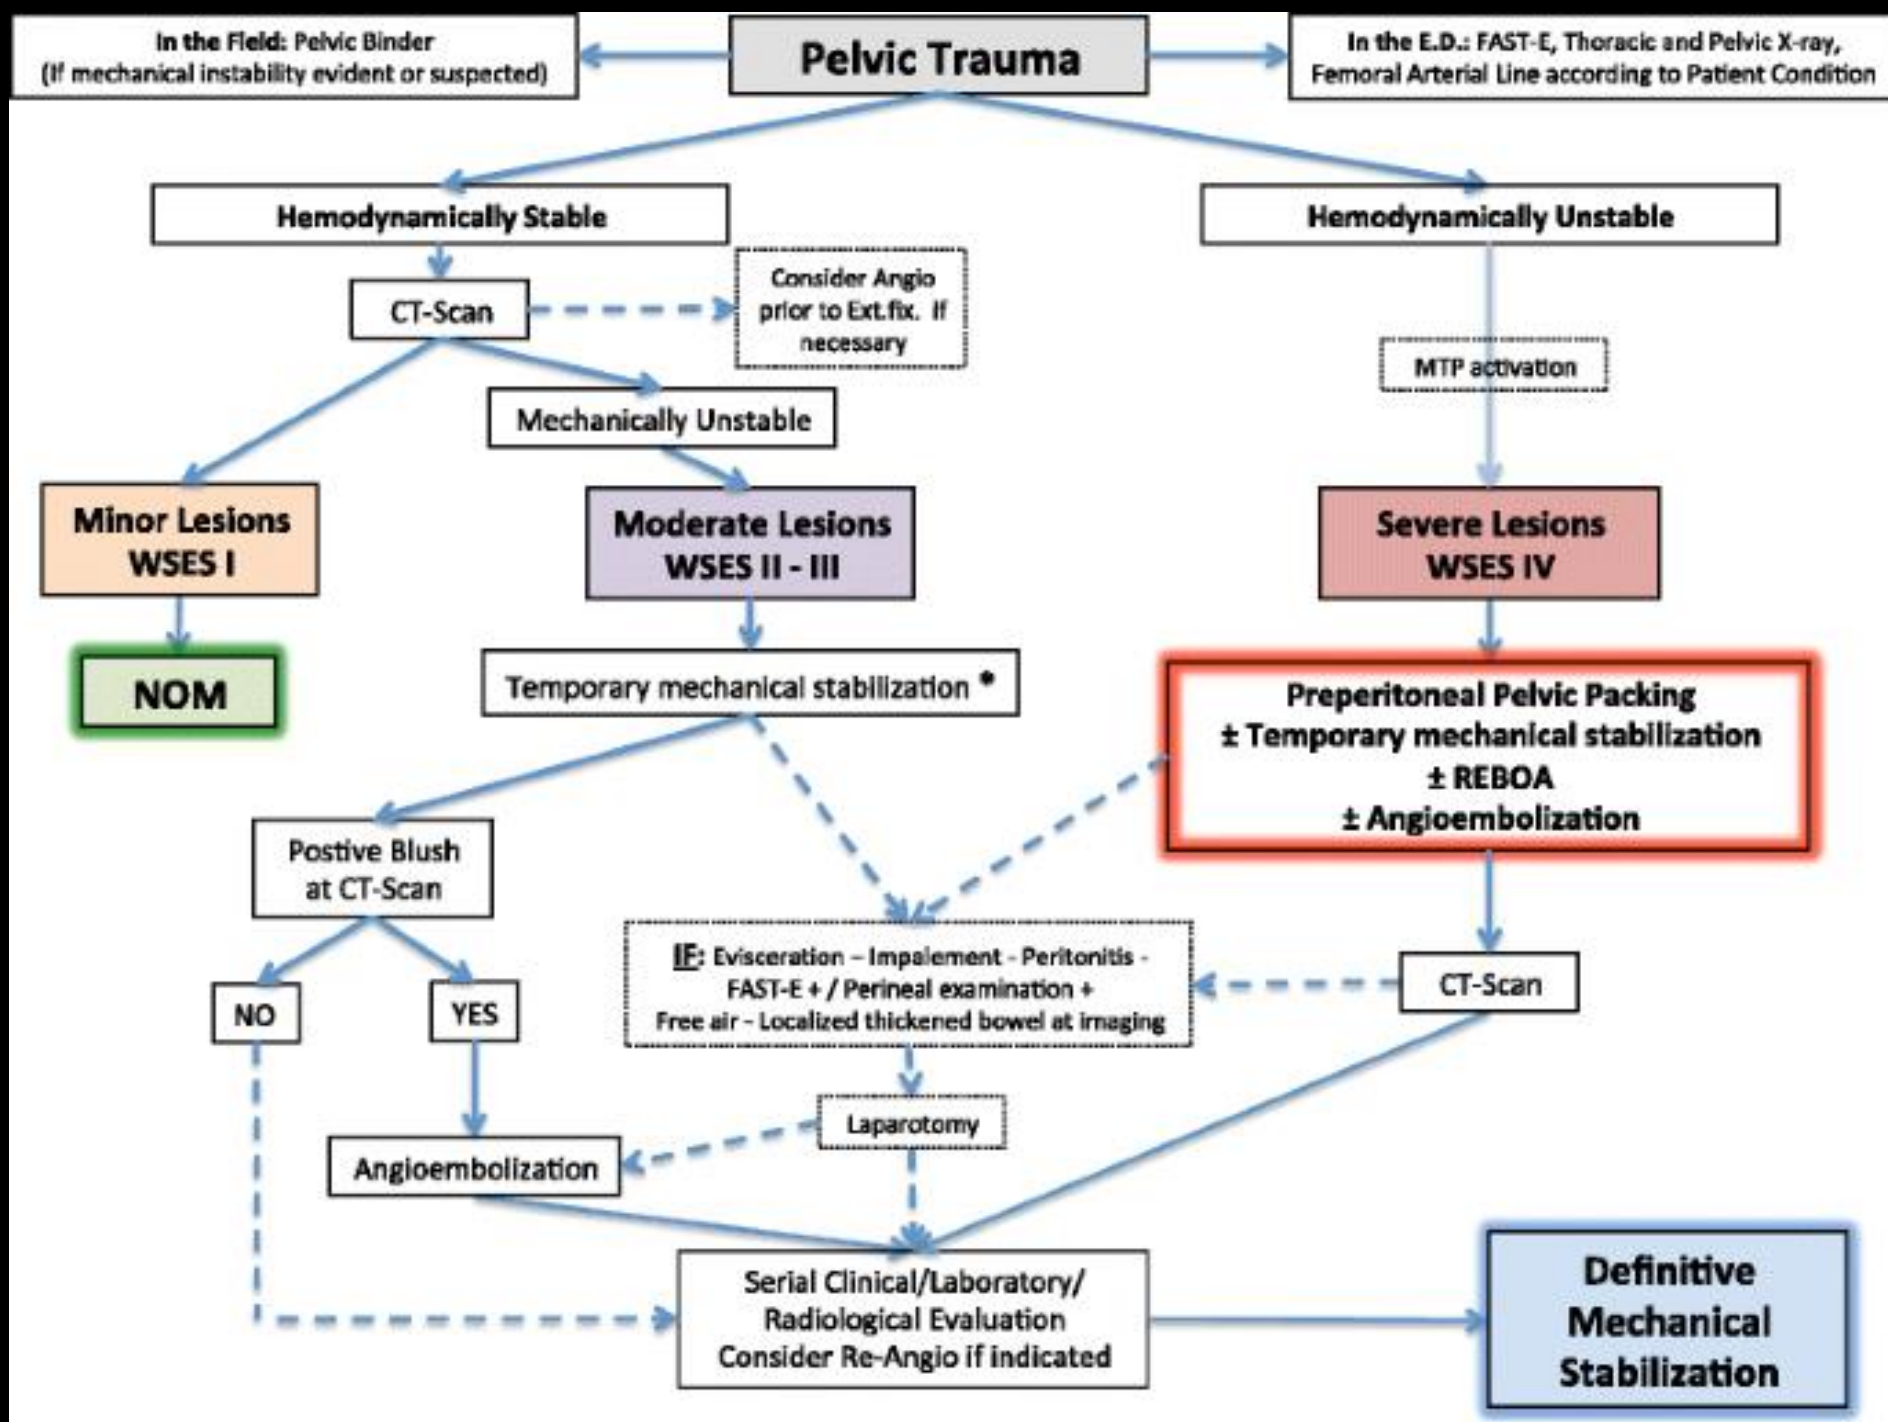 In the Field: Pelvic Binder
(If mechanical instability evident or suspected)
Pelvic Trauma
In the E.D.: FAST-E, Thoracic and Pelvic X-ray,
Femoral Arterial Line according to Patient Condition
Hemodynamically Stable
Hemodynamically Unstable
CT-Scan
Consider Angio
prior to Ext.fix. If
necessary
MTP activation
Mechanically Unstable
Minor Lesions
WSES I
Moderate Lesions
WSES II - III
Severe Lesions
WSES IV
NOM
Temporary mechanical stabilization *
Preperitoneal Pelvic Packing
± Temporary mechanical stabilization
± REBOA
± Angioembolization
Postive Blush
at CT-Scan
IF: Evisceration – Impalement - Peritonitis -
FAST-E + / Perineal examination +
Free air - Localized thickened bowel at imaging
CT-Scan
NO
YES
Laparotomy
Angioembolization
Serial Clinical/Laboratory/
Radiological Evaluation
Consider Re-Angio if indicated
Definitive
Mechanical
Stabilization